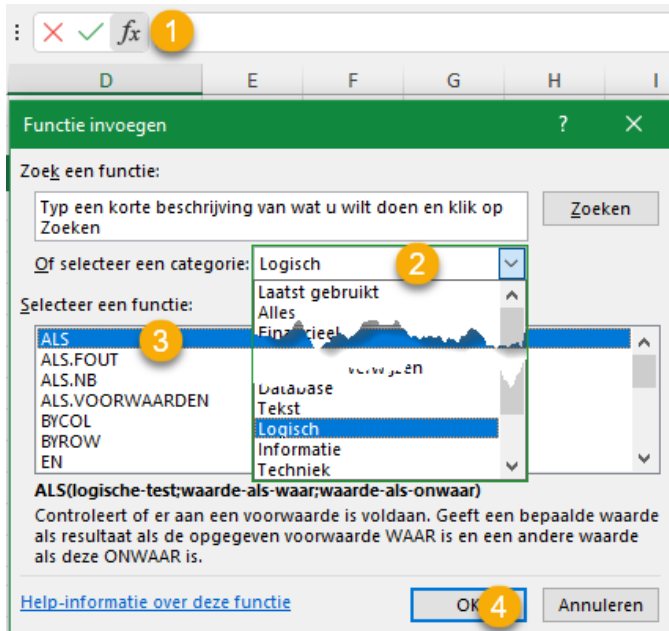 fx 1
D E F G H I
Functie invoegen ? ×
Zoek een functie:
Typ een korte beschrijving van wat u wilt doen en klik op
Zoeken
Zoeken
Of selecteer een categorie: Logisch 2
Laatst gebruikt
Alles
Financieel
Database
Tekst
Logisch
Informatie
Techniek
Selecteer een functie:
ALS 3
ALS.FOUT
ALS.NB
ALS.VOORWAARDEN
BYCOL
BYROW
EN
ALS(logische-test;waarde-als-waar;waarde-als-onwaar)
Controleert of er aan een voorwaarde is voldaan. Geeft een bepaalde waarde
als resultaat als de opgegeven voorwaarde WAAR is en een andere waarde
als deze ONWAAR is.
Help-informatie over deze functie
OK 4 Annuleren